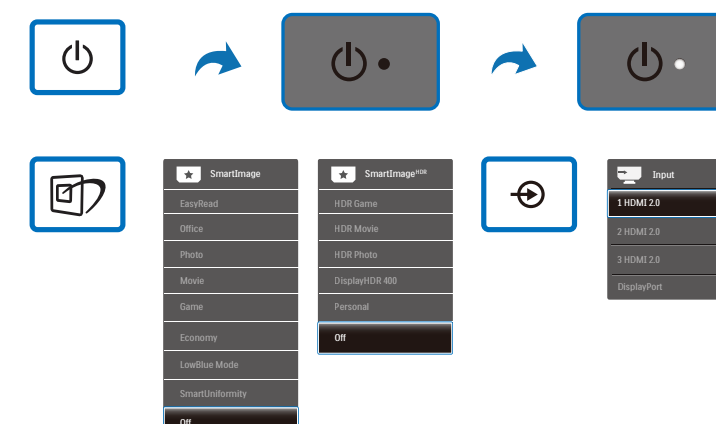 SmartImage
EasyRead
Office
Photo
Movie
Game
Economy
LowBlue Mode
SmartUniformity
Off
SmartImageHDR
HDR Game
HDR Movie
HDR Photo
DisplayHDR 400
Personal
Off
Input
1 HDMI 2.0
2 HDMI 2.0
3 HDMI 2.0
DisplayPort